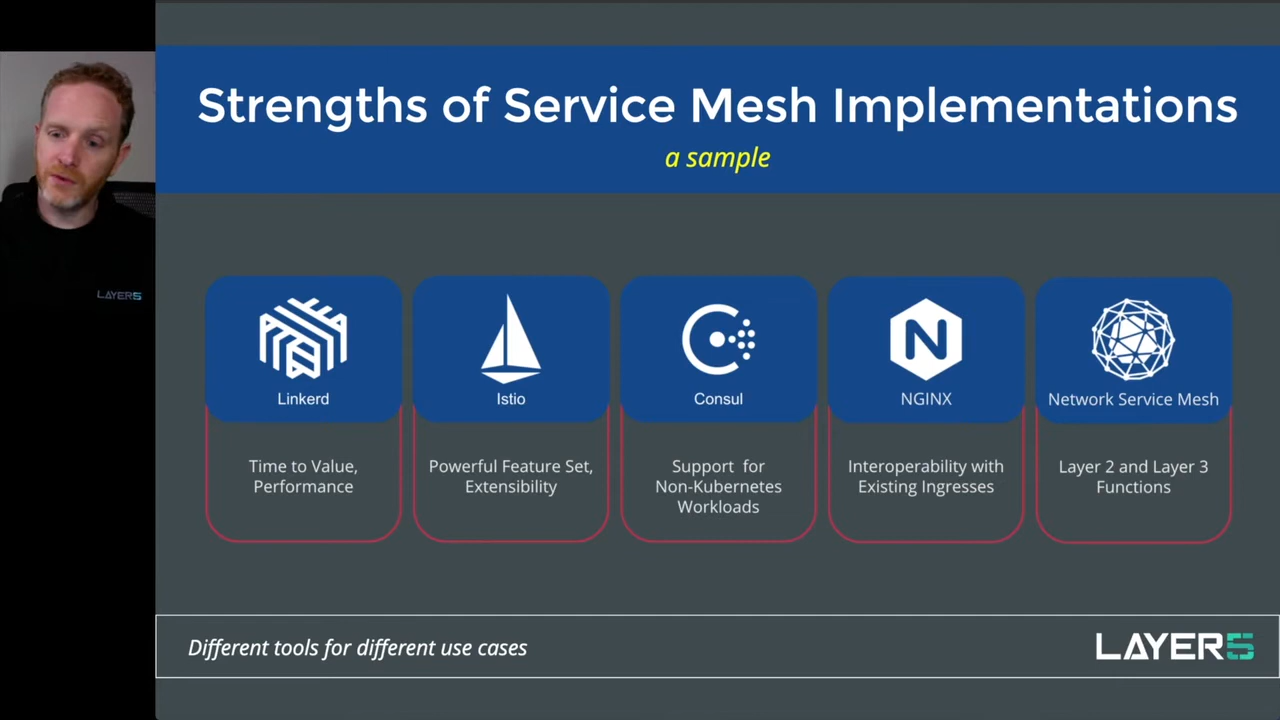 Strengths of Service Mesh Implementations
a sample
LAYER5
Linkerd
Istio
Consul
NGINX
Network Service Mesh
Time to Value,
Performance
Powerful Feature Set,
Extensibility
Support for
Non-Kubernetes
Workloads
Interoperability with
Existing Ingresses
Layer 2 and Layer 3
Functions
Different tools for different use cases
LAYER5